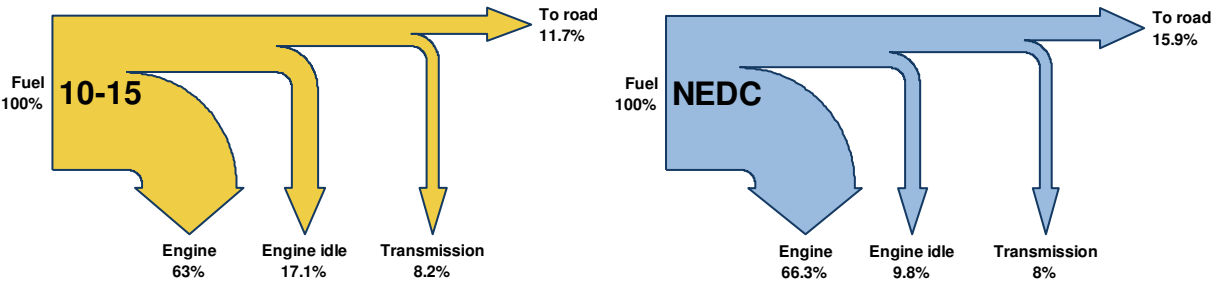 To road
11.7%
Fuel
100%
10-15
Engine
63%
Engine idle
17.1%
Transmission
8.2%
To road
15.9%
Fuel
100%
NEDC
Engine
66.3%
Engine idle
9.8%
Transmission
8%